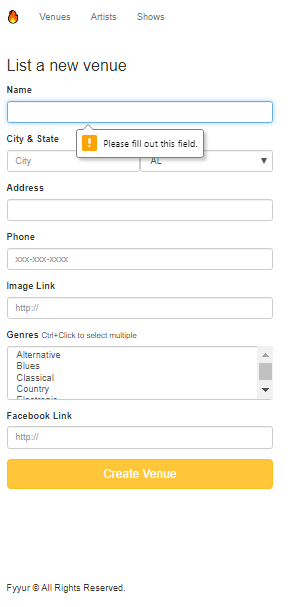 Venues Artists Shows
List a new venue
Name
Please fill out this field.
City & State
City AL
Address
Phone
xxx-xxx-xxxx
Image Link
http://
Genres Ctrl+Click to select multiple
Alternative
Blues
Classical
Country
Electronic
Facebook Link
http://
Create Venue
Fyyur © All Rights Reserved.